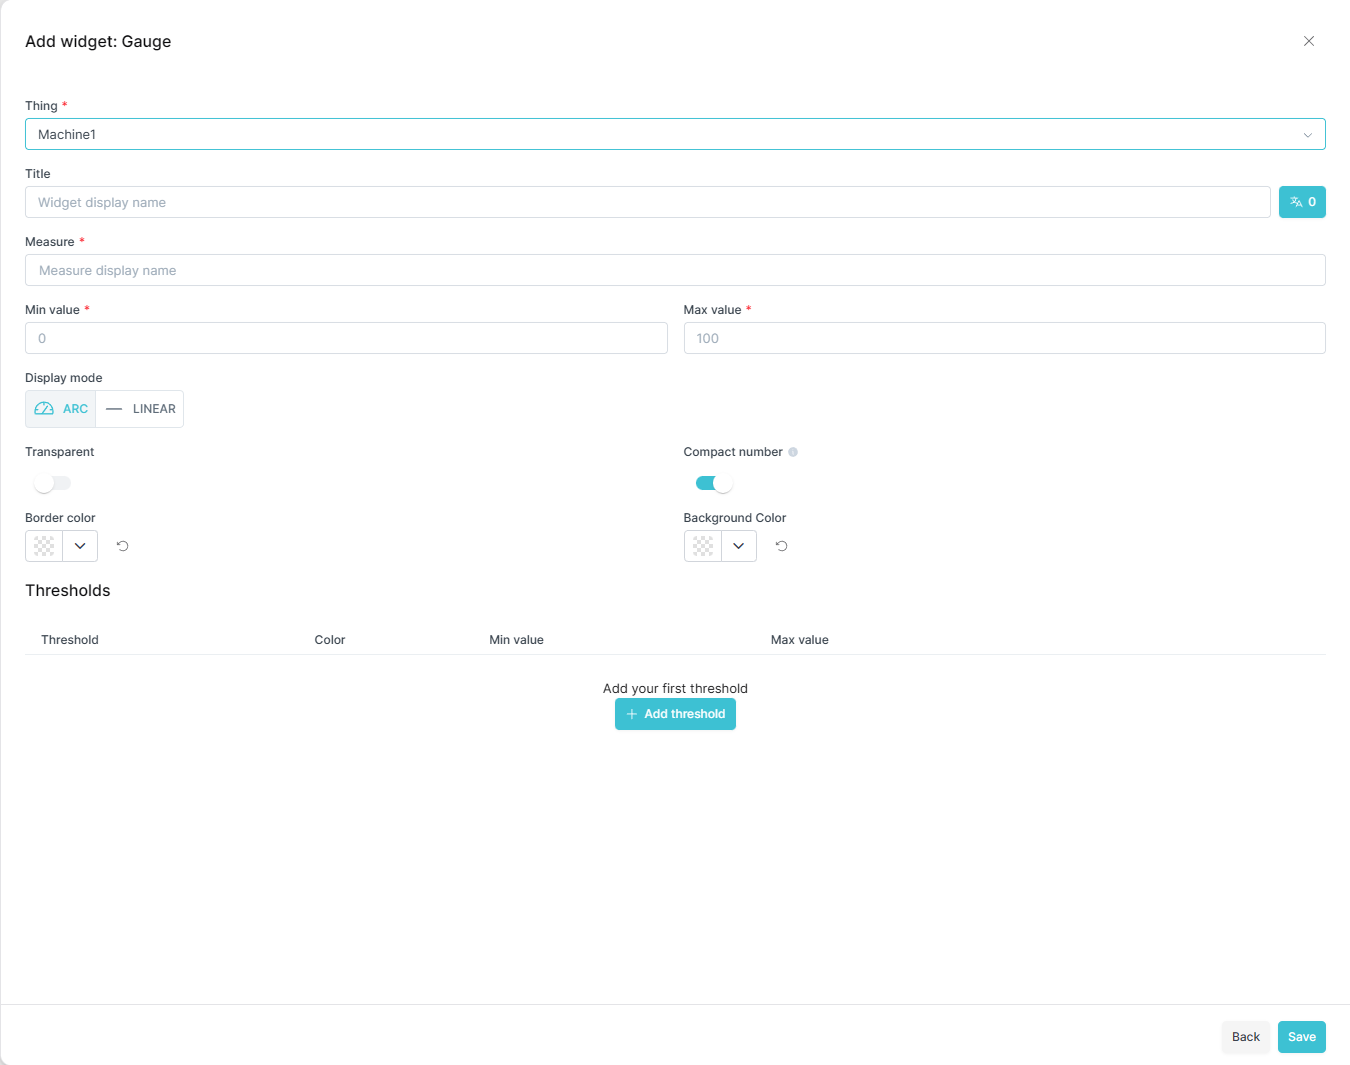 Add widget: Gauge
Thing *
Machine1
Title
Widget display name
0
Measure *
Measure display name
Min value *
Max value *
0
100
Display mode
ARC
LINEAR
Transparent
Compact number
Border color
Background Color
Thresholds
Threshold Color Min value Max value
Add your first threshold
Add threshold
Back
Save